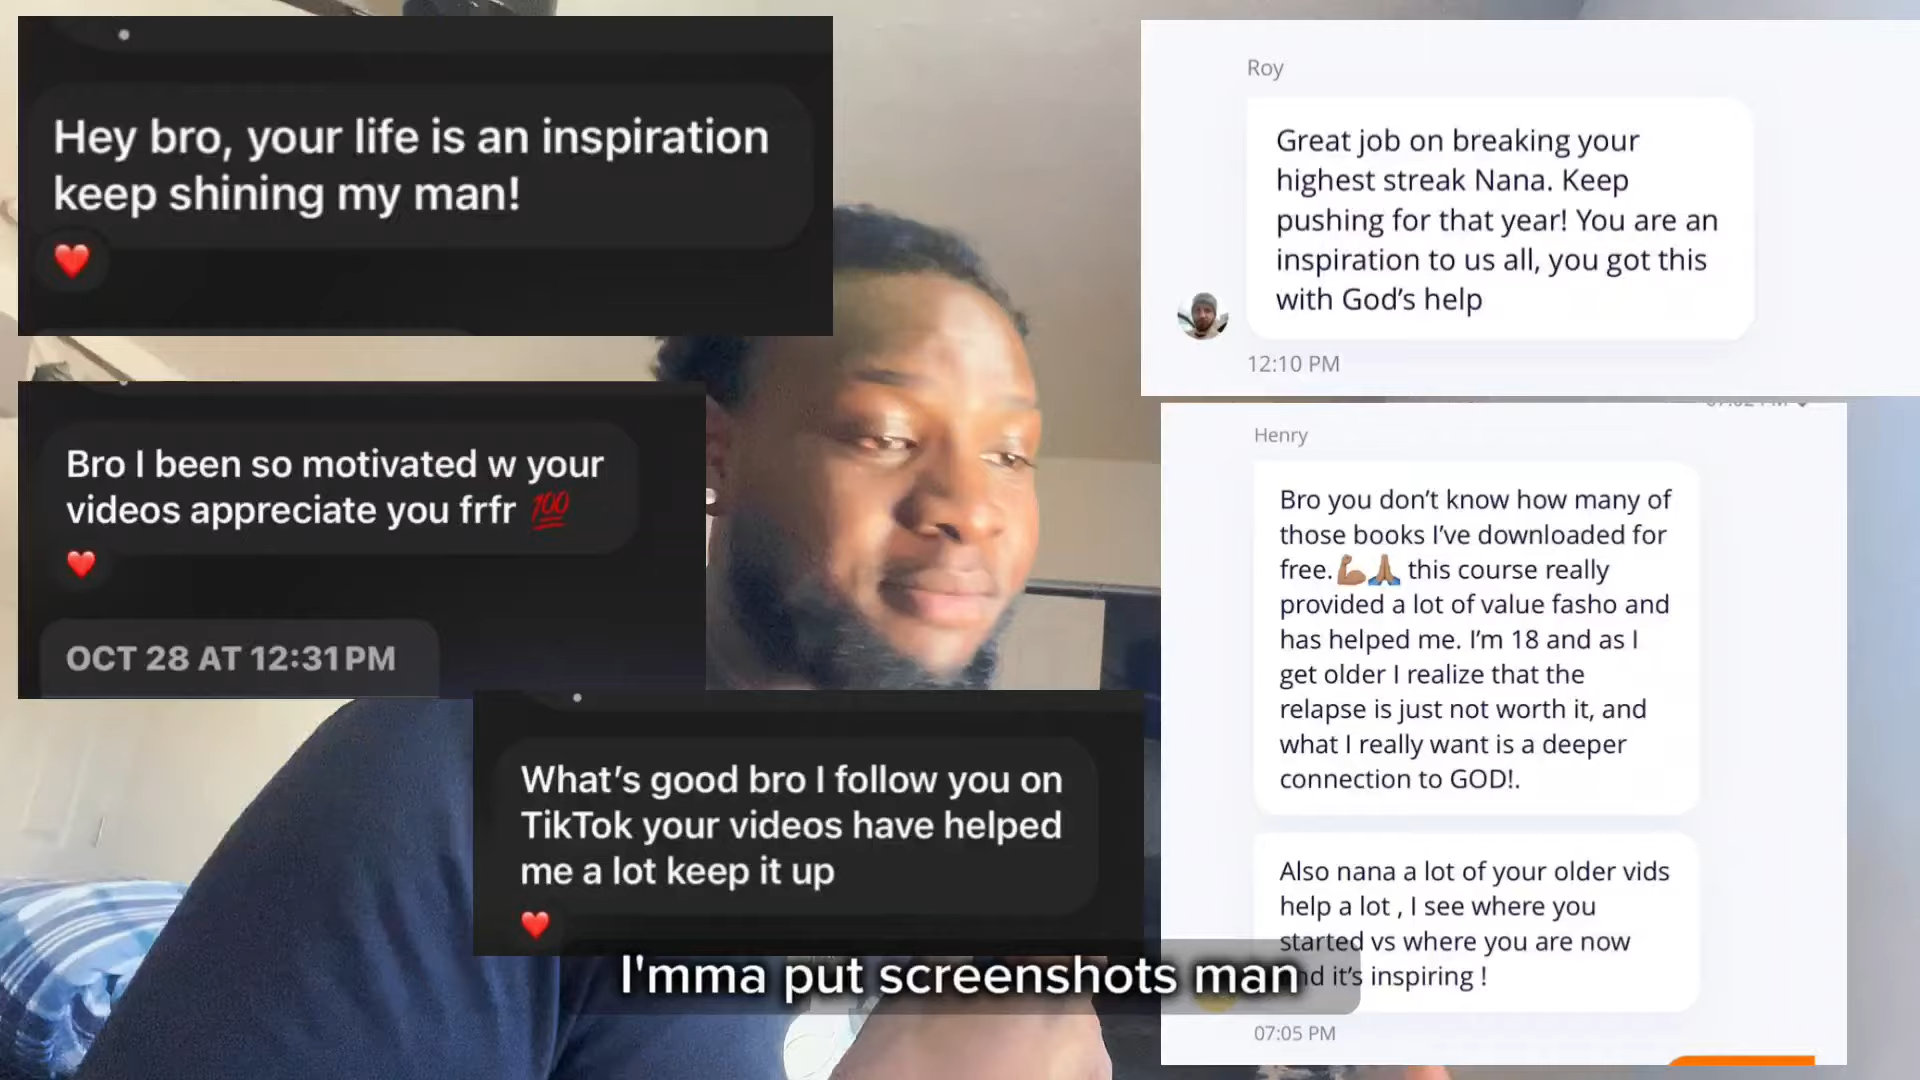 Hey bro, your life is an inspiration
keep shining my man!
Bro I been so motivated w your
videos appreciate you frfr 💯
OCT 28 AT 12:31 PM
What's good bro I follow you on
TikTok your videos have helped
me a lot keep it up
Roy
Great job on breaking your
highest streak Nana. Keep
pushing for that year! You are an
inspiration to us all, you got this
with God's help
12:10 PM
Henry
Bro you don't know how many of
those books I've downloaded for
free.💪🏽🙏🏽 this course really
provided a lot of value fasho and
has helped me. I'm 18 and as I
get older I realize that the
relapse is just not worth it, and
what I really want is a deeper
connection to GOD!.
Also nana a lot of your older vids
help a lot , I see where you
started vs where you are now
it's inspiring !
07:05 PM
I'mma put screenshots man